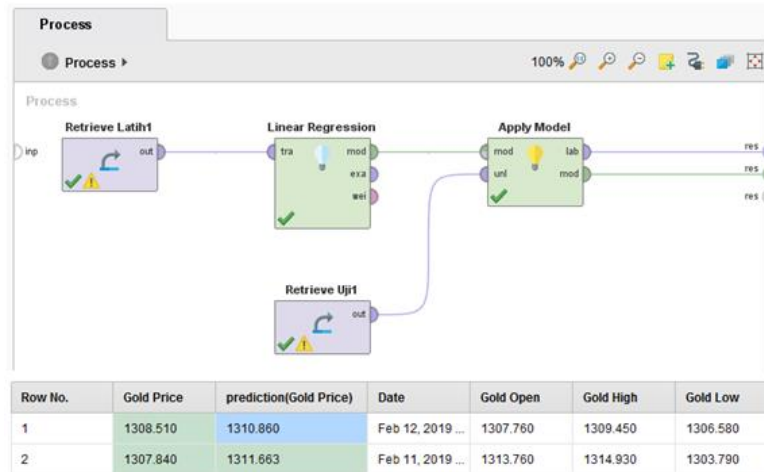 Process
Process
100%
Process
Retrieve Latih1
Linear Regression
Apply Model
inp
out
tra
mod
exa
wei
mod
unl
lab
mod
res
res
res
Retrieve Uji1
out
Row No. Gold Price prediction(Gold Price) Date Gold Open Gold High Gold Low
1 1308.510 1310.860 Feb 12, 2019 ... 1307.760 1309.450 1306.580
2 1307.840 1311.663 Feb 11, 2019 ... 1313.760 1314.930 1303.790